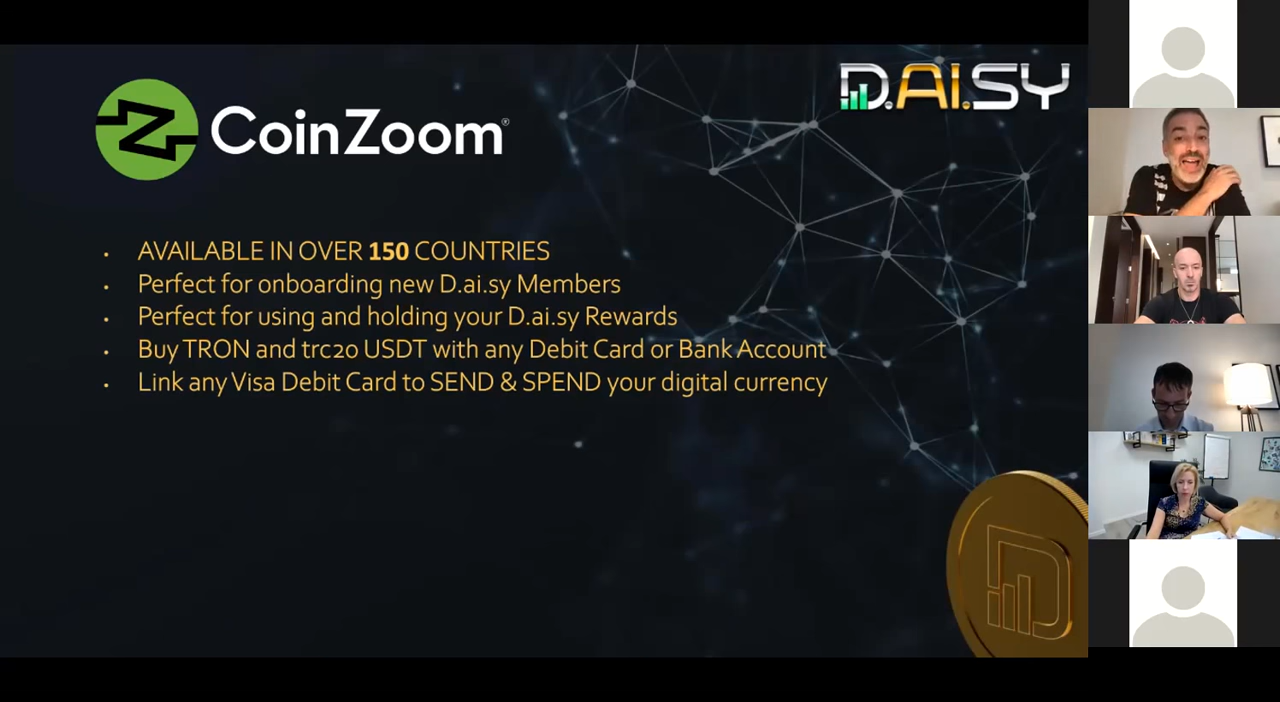 CoinZoom®
D.AI.SY
• AVAILABLE IN OVER 150 COUNTRIES
• Perfect for onboarding new D.ai.sy Members
• Perfect for using and holding your D.ai.sy Rewards
• Buy TRON and trc20 USDT with any Debit Card or Bank Account
• Link any Visa Debit Card to SEND & SPEND your digital currency